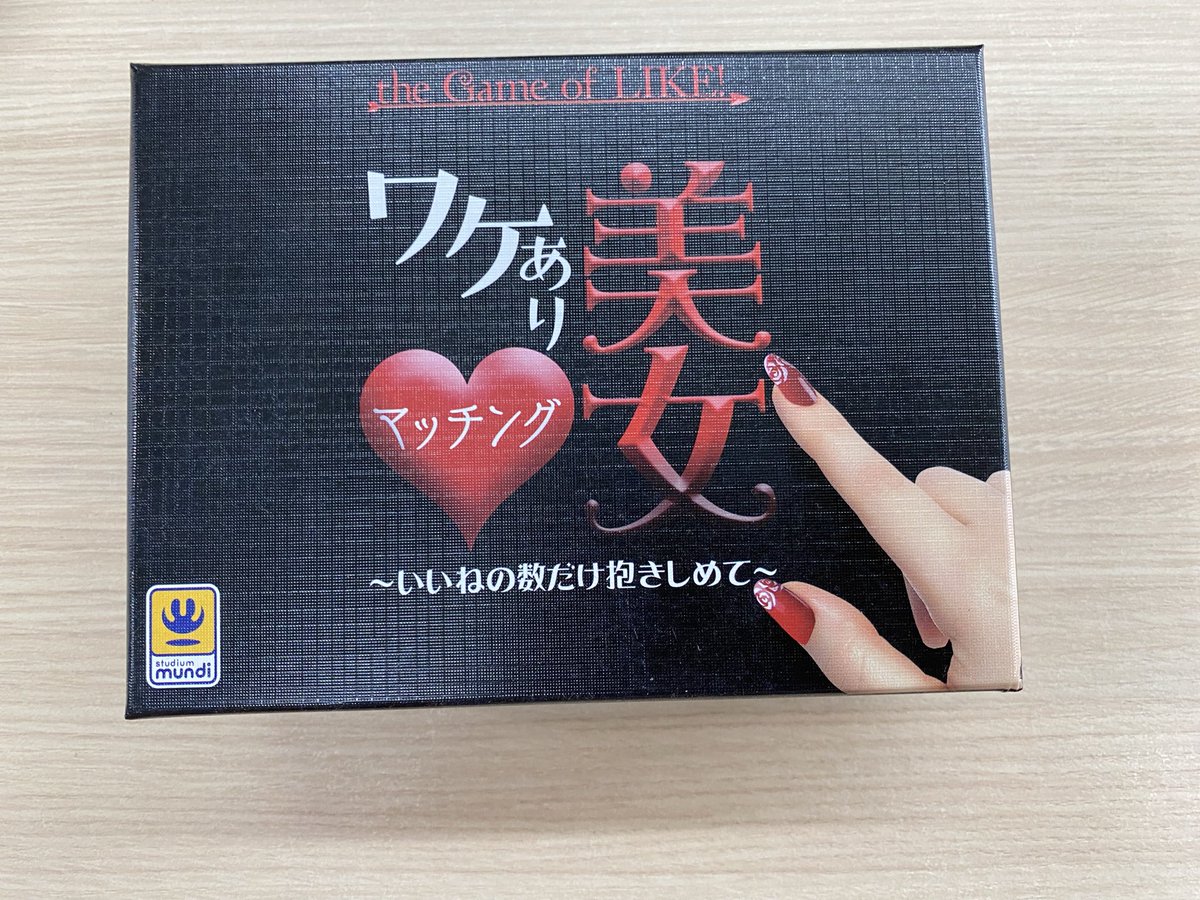 the Game of LIKE!
ワケあり
美女
マッチング
～いいねの数だけ抱きしめて～
studium
mundi